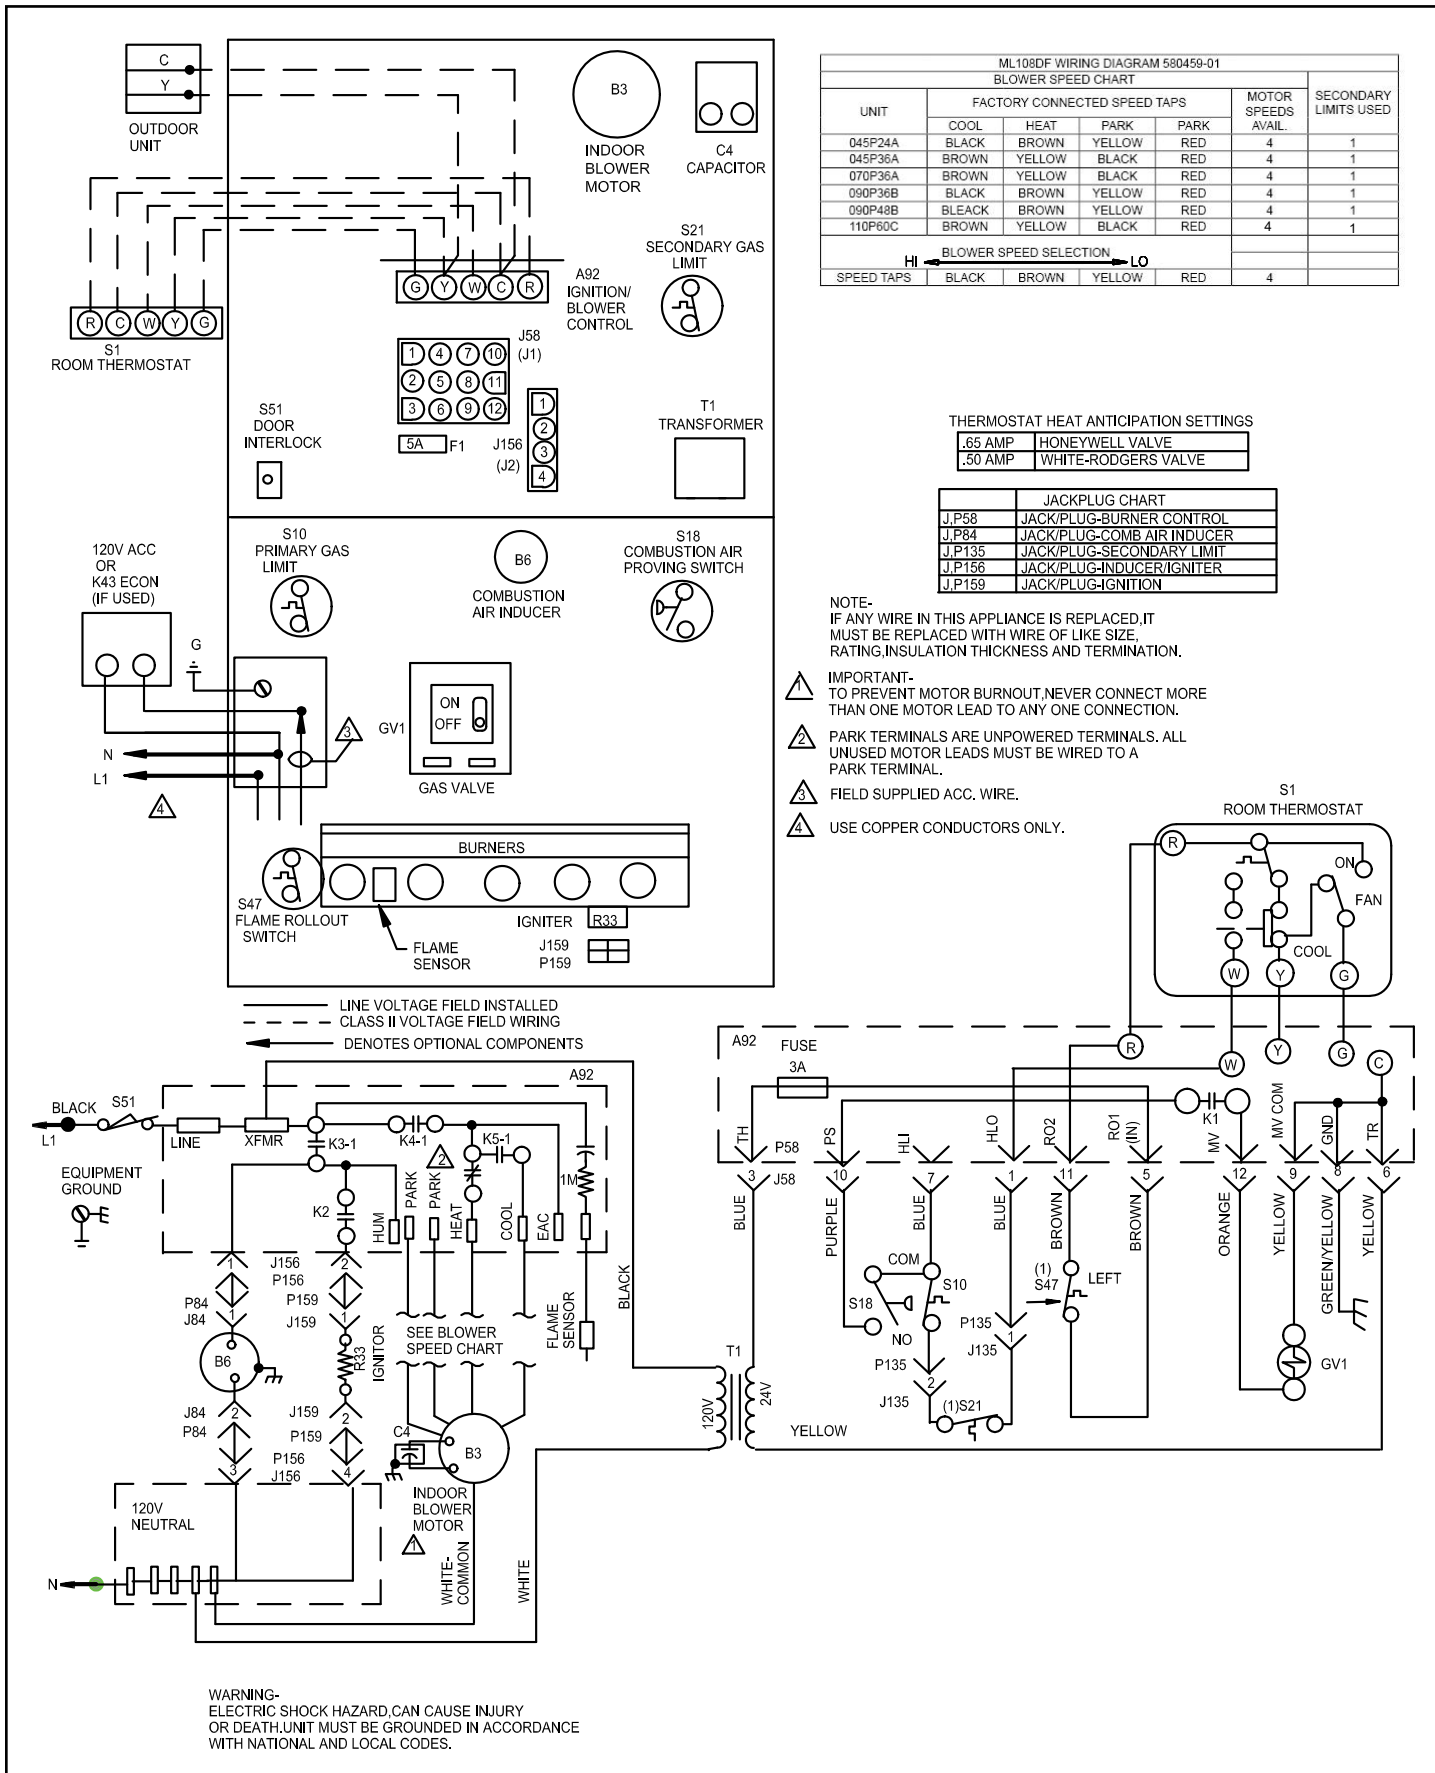 C
Y
OUTDOOR
UNIT
B3
INDOOR
BLOWER
MOTOR
C4
CAPACITOR
S21
SECONDARY GAS
LIMIT
G Y W C R
A92
IGNITION/
BLOWER
CONTROL
R C W Y G
S1
ROOM THERMOSTAT
J58
(J1)
1 4 7 10
2 5 8 11
3 6 9 12
5A
F1
J156
(J2)
1
2
3
4
S51
DOOR
INTERLOCK
T1
TRANSFORMER
ML108DF WIRING DIAGRAM 580459-01
BLOWER SPEED CHART
UNIT
FACTORY CONNECTED SPEED TAPS
MOTOR
SPEEDS
AVAIL.
SECONDARY
LIMITS USED
COOL HEAT PARK PARK
045P24A BLACK BROWN YELLOW RED 4 1
045P36A BROWN YELLOW BLACK RED 4 1
070P36A BROWN YELLOW BLACK RED 4 1
090P36B BLACK BROWN YELLOW RED 4 1
090P48B BLEACK BROWN YELLOW RED 4 1
110P60C BROWN YELLOW BLACK RED 4 1
BLOWER SPEED SELECTION
HI LO
SPEED TAPS BLACK BROWN YELLOW RED 4
THERMOSTAT HEAT ANTICIPATION SETTINGS
.65 AMP HONEYWELL VALVE
.50 AMP WHITE-RODGERS VALVE
JACKPLUG CHART
J,P58 JACK/PLUG-BURNER CONTROL
J,P84 JACK/PLUG-COMB AIR INDUCER
J,P135 JACK/PLUG-SECONDARY LIMIT
J,P156 JACK/PLUG-INDUCER/IGNITER
J,P159 JACK/PLUG-IGNITION
NOTE-
IF ANY WIRE IN THIS APPLIANCE IS REPLACED,IT
MUST BE REPLACED WITH WIRE OF LIKE SIZE,
RATING,INSULATION THICKNESS AND TERMINATION.
1 IMPORTANT-
TO PREVENT MOTOR BURNOUT,NEVER CONNECT MORE
THAN ONE MOTOR LEAD TO ANY ONE CONNECTION.
2 PARK TERMINALS ARE UNPOWERED TERMINALS. ALL
UNUSED MOTOR LEADS MUST BE WIRED TO A
PARK TERMINAL.
3 FIELD SUPPLIED ACC. WIRE.
4 USE COPPER CONDUCTORS ONLY.
S10
PRIMARY GAS
LIMIT
B6
COMBUSTION
AIR INDUCER
S18
COMBUSTION AIR
PROVING SWITCH
120V ACC
OR
K43 ECON
(IF USED)
G
N
L1
3
4
ON
OFF
GV1
GAS VALVE
BURNERS
S47
FLAME ROLLOUT
SWITCH
FLAME
SENSOR
IGNITER
R33
J159
P159
LINE VOLTAGE FIELD INSTALLED
CLASS II VOLTAGE FIELD WIRING
DENOTES OPTIONAL COMPONENTS
S1
ROOM THERMOSTAT
R
ON
FAN
COOL
W Y G
A92
FUSE
3A
R
W
Y
G
C
K1
TH
PS
HLI
HLO
RO2
RO1
(IN)
MV
MV COM
GND
TR
P58
J58
3 10 7 1 11 5 12 9 8 6
BLUE
PURPLE
BLUE
BLUE
BROWN
BROWN
ORANGE
YELLOW
GREEN/YELLOW
YELLOW
COM
S10
S18
NO
(1)
S47
LEFT
P135
1
J135
P135
2
J135
(1)S21
GV1
T1
120V
24V
YELLOW
BLACK
L1
S51
LINE
XFMR
A92
K3-1
K4-1
K5-1
2
1M
EQUIPMENT
GROUND
K2
HUM
PARK
PARK
HEAT
COOL
EAC
BLACK
1
J156
2
P156
P84
P159
J84
1
J159
1
SEE BLOWER
SPEED CHART
FLAME
SENSOR
B6
R33
IGNITOR
J84
2
J159
2
P84
P159
P156
3
J156
4
C4
B3
INDOOR
BLOWER
MOTOR
1
120V
NEUTRAL
N
WHITE-
COMMON
WHITE
WARNING-
ELECTRIC SHOCK HAZARD,CAN CAUSE INJURY
OR DEATH.UNIT MUST BE GROUNDED IN ACCORDANCE
WITH NATIONAL AND LOCAL CODES.